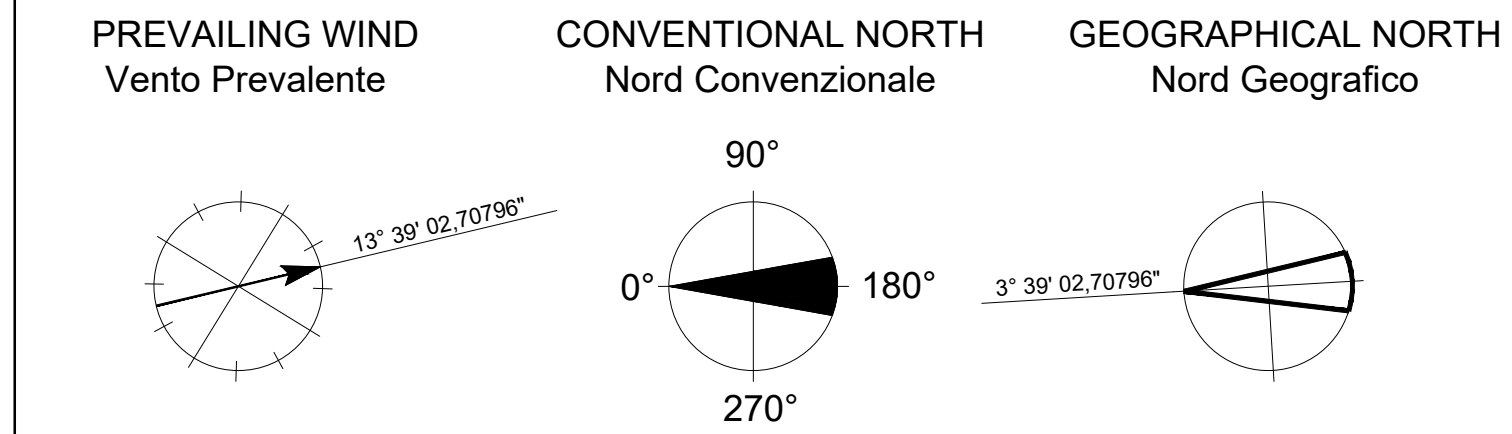 PREVAILING WIND
Vento Prevalente
13° 39' 02,70796"
CONVENTIONAL NORTH
Nord Convenzionale
90°
0°
180°
270°
GEOGRAPHICAL NORTH
Nord Geografico
3° 39' 02,70796"